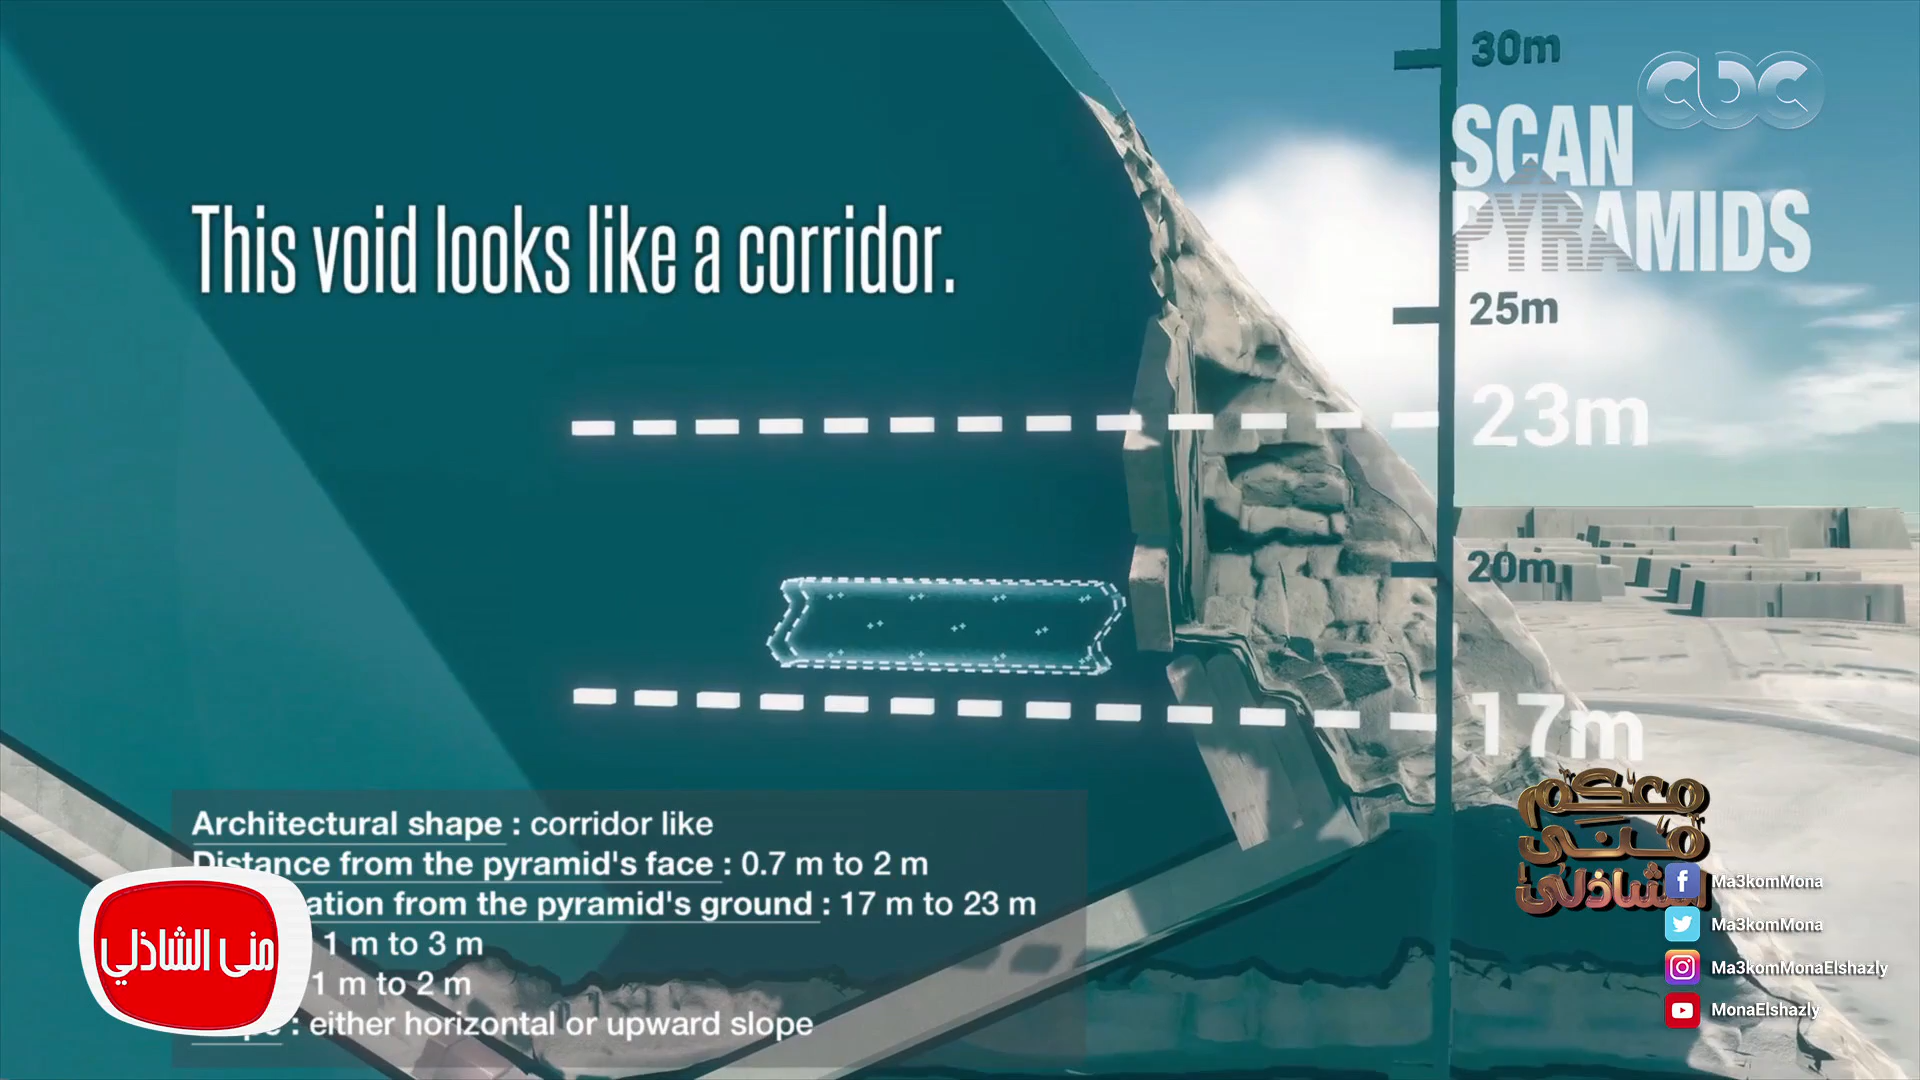 30m
cbc
SCAN
PYRAMIDS
This void looks like a corridor.
25m
23m
20m
17m
Architectural shape : corridor like
Distance from the pyramid's face : 0.7 m to 2 m
ation from the pyramid's ground : 17 m to 23 m
1 m to 3 m
1 m to 2 m
: either horizontal or upward slope
منى الشاذلي
معكم
منى
الشاذلي
Ma3komMona
Ma3komMona
Ma3komMonaElshazly
MonaElshazly